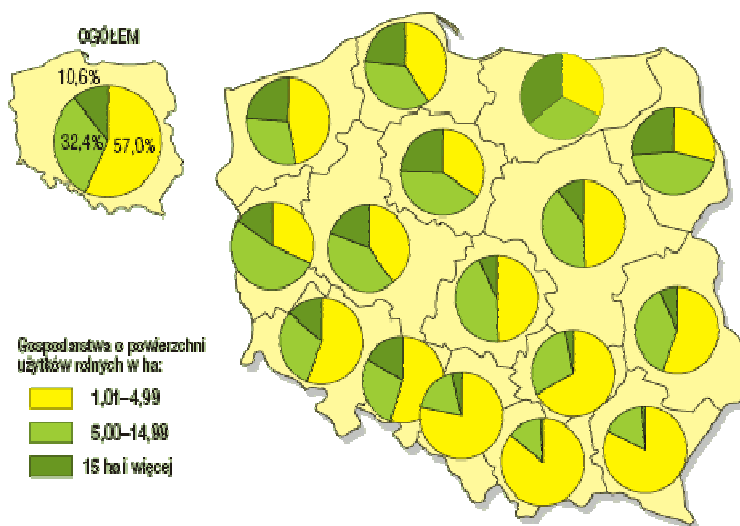 OGÓŁEM
10,6%
32,4% 57,0%
Gospodarstwa o powierzchni
użytków rolnych w ha:
1,01–4,99
5,00–14,99
15 ha i więcej